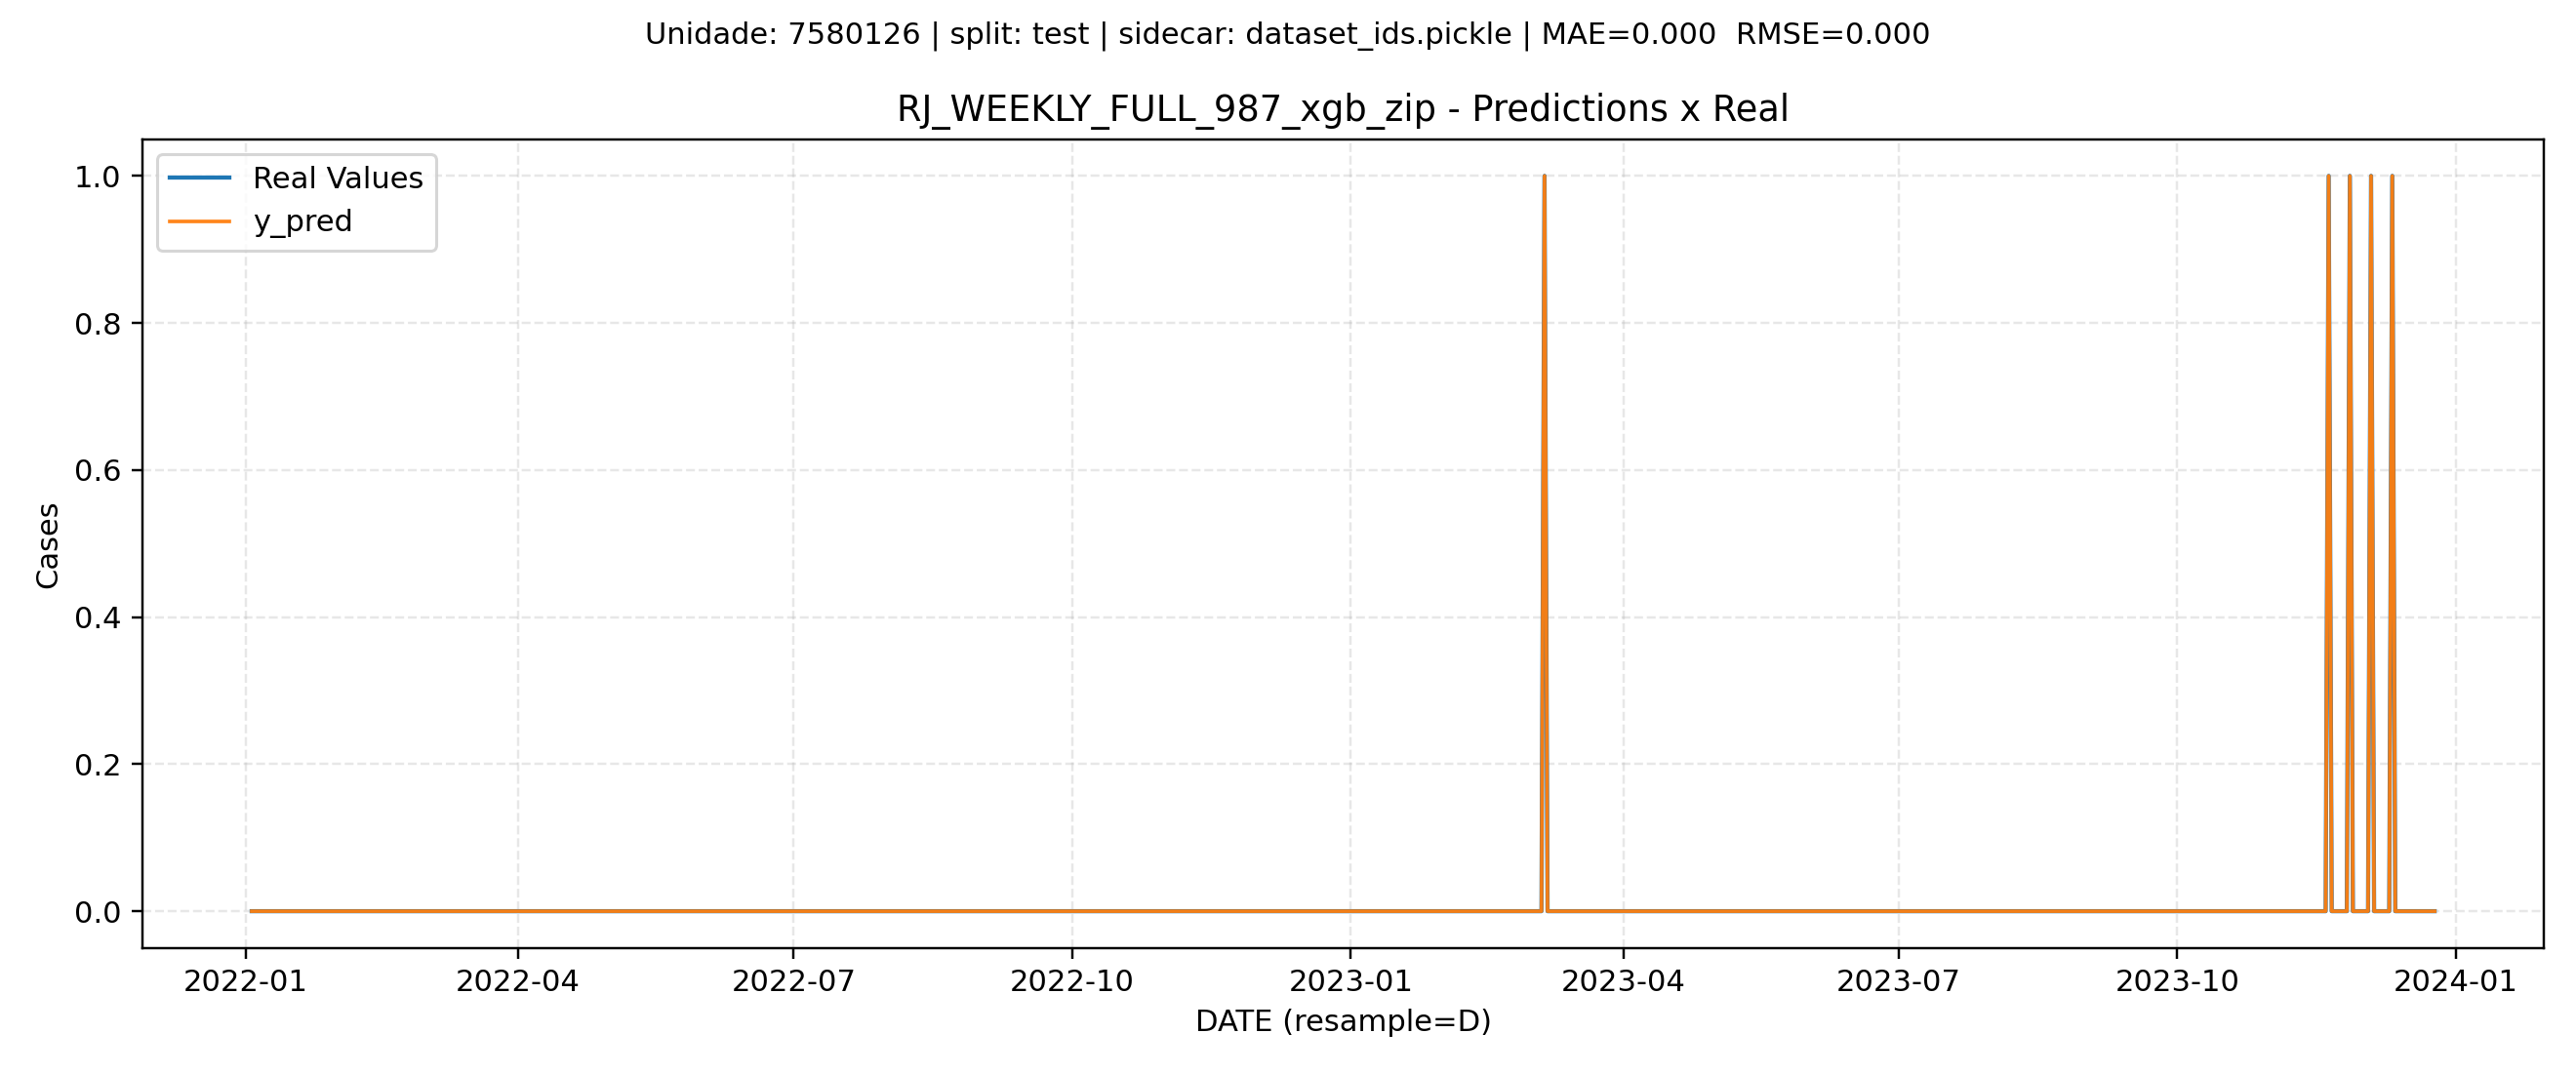 Unidade: 7580126 | split: test | sidecar: dataset_ids.pickle | MAE=0.000  RMSE=0.000
RJ_WEEKLY_FULL_987_xgb_zip - Predictions x Real
Real Values
y_pred
1.0
0.8
0.6
0.4
0.2
0.0
Cases
2022-01 2022-04 2022-07 2022-10 2023-01 2023-04 2023-07 2023-10 2024-01
DATE (resample=D)